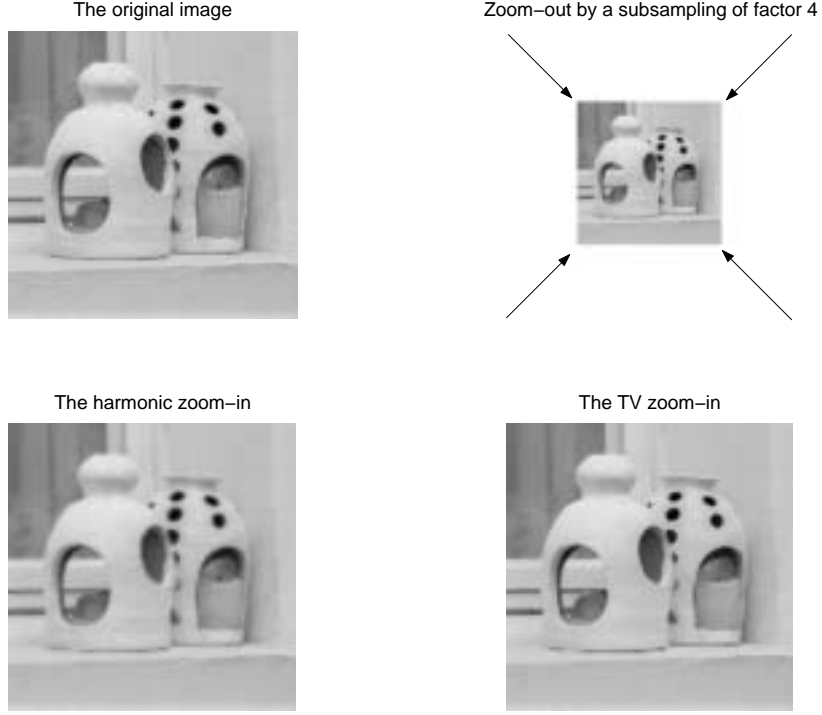 The original image
Zoom−out by a subsampling of factor 4
The harmonic zoom−in
The TV zoom−in